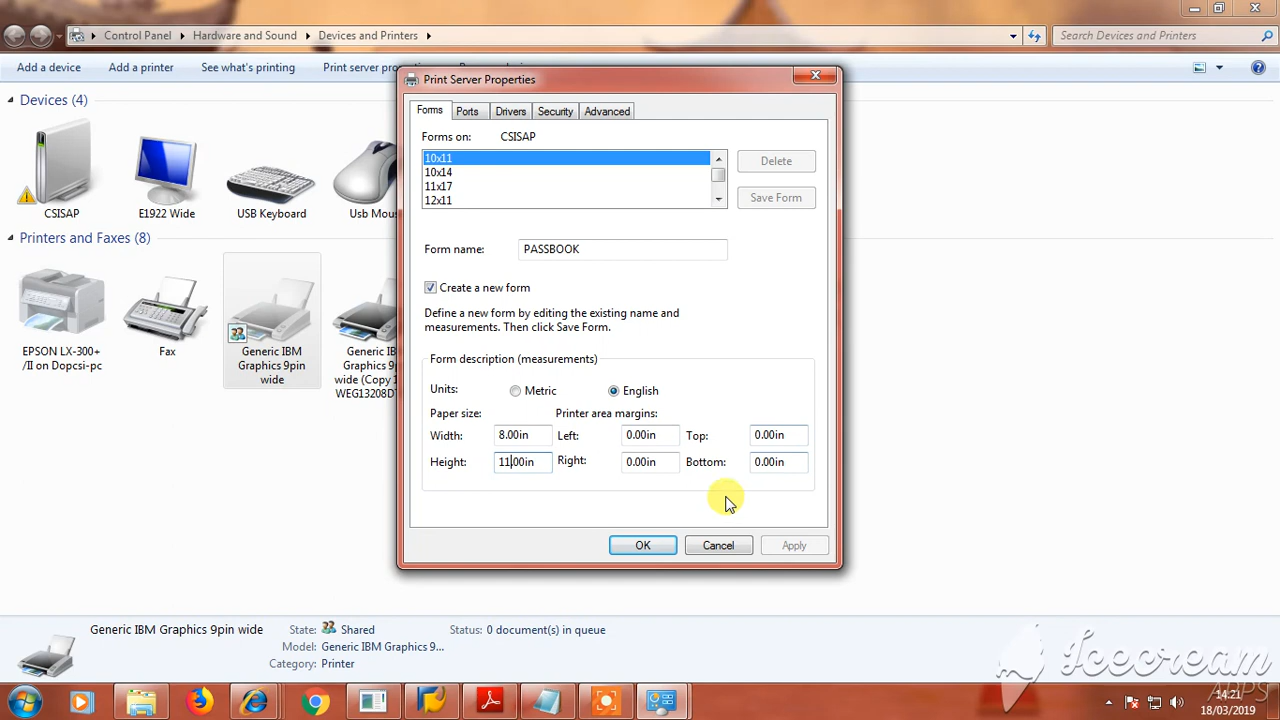 Control Panel
Hardware and Sound
Devices and Printers
Search Devices and Printers
Add a device
Add a printer
See what's printing
Print server
Print Server Properties
Devices (4)
Forms
Ports
Drivers
Security
Advanced
Forms on:
CSISAP
10x11
10x14
11x17
12x11
Delete
Save Form
CSISAP
E1922 Wide
USB Keyboard
Usb Mou
Printers and Faxes (8)
Form name:
PASSBOOK
Create a new form
Define a new form by editing the existing name and
measurements. Then click Save Form.
EPSON LX-300+
/II on Dopcsi-pc
Fax
Generic IBM
Graphics 9pin
wide
Generic IB
Graphics 9
wide (Copy 1
WEG13208D
Form description (measurements)
Units:
Metric
English
Paper size:
Printer area margins:
Width:
8.00in
Left:
0.00in
Top:
0.00in
Height:
11.00in
Right:
0.00in
Bottom:
0.00in
OK
Cancel
Apply
Generic IBM Graphics 9pin wide
State:
Shared
Status:
0 document(s) in queue
Model:
Generic IBM Graphics 9...
Category:
Printer
Icecream
APPS
14:21
18/03/2019